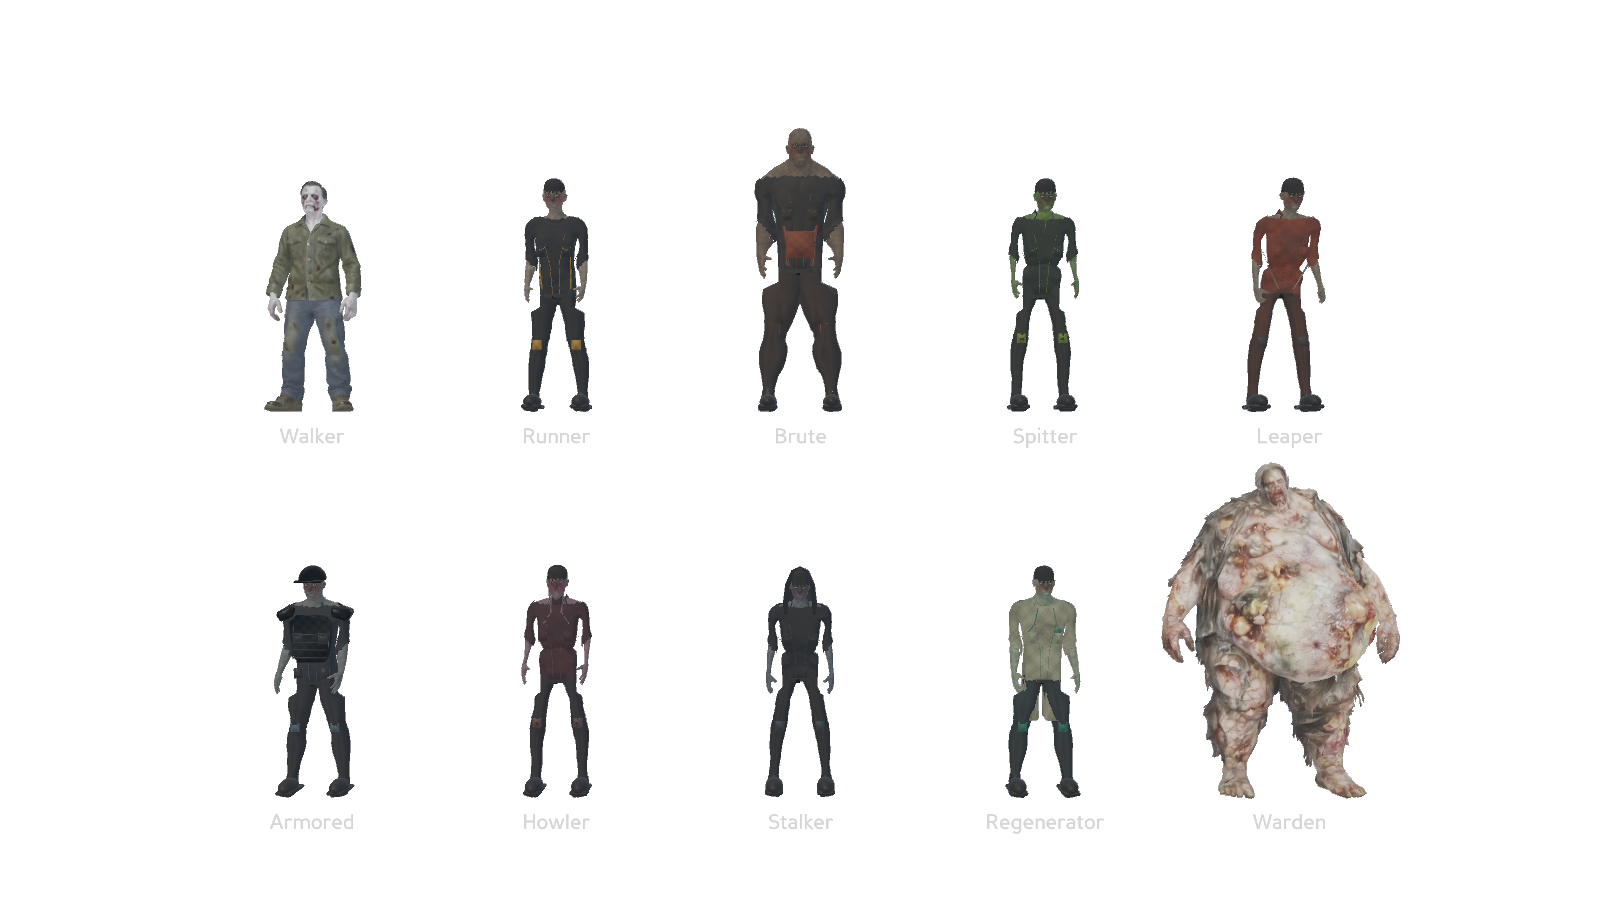 Walker
Runner
Brute
Spitter
Leaper
Armored
Howler
Stalker
Regenerator
Warden